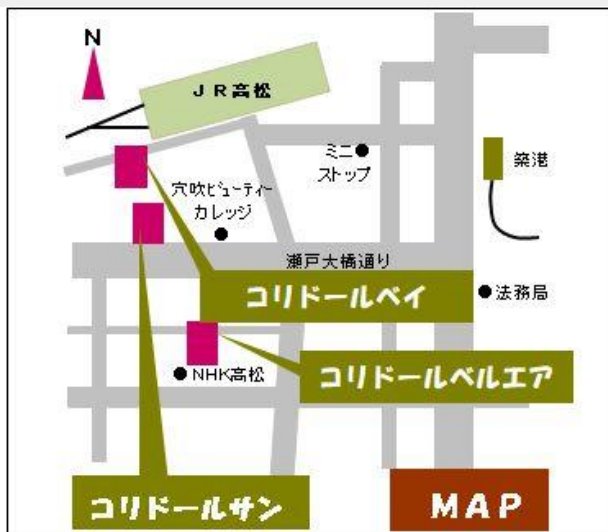 N
JR高松
ミニ
ストップ
築港
穴吹ビューティー
カレッジ
瀬戸大橋通り
コリドールベイ
法務局
コリドールベルエア
NHK高松
コリドールサン
MAP